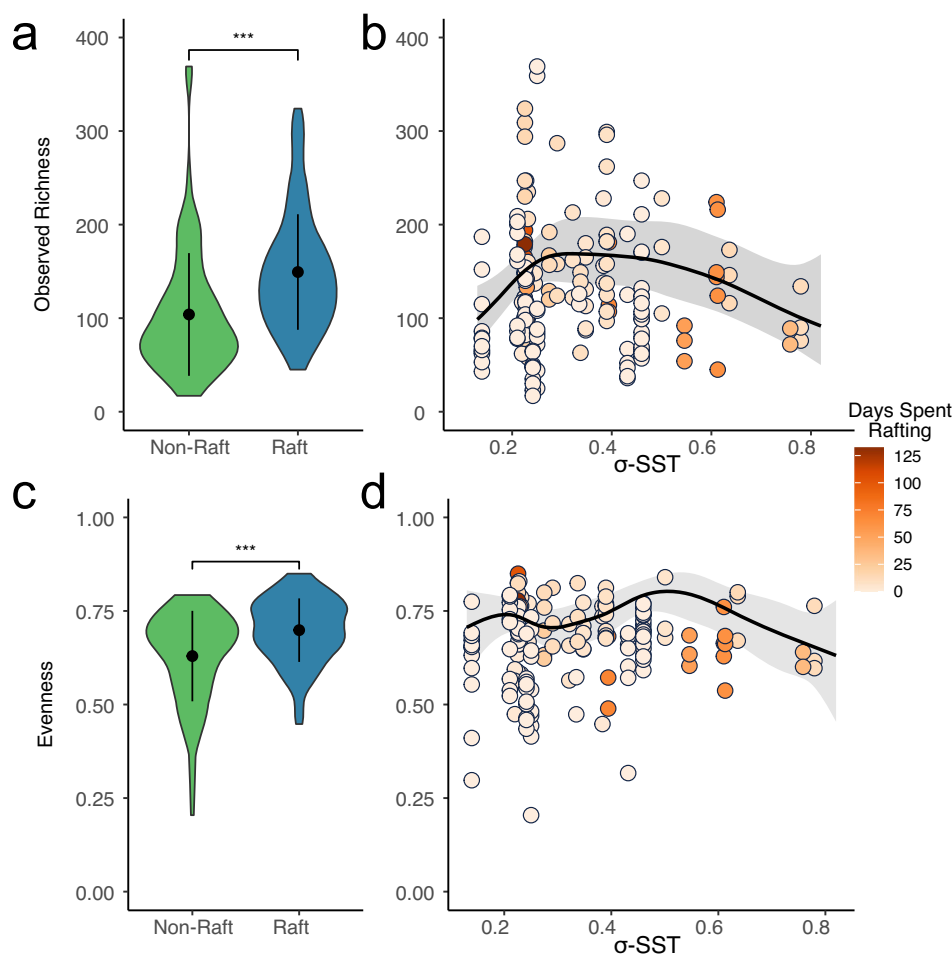 a
400
300
200
100
0
Observed Richness
***
Non-Raft
Raft
b
400
300
200
100
0
0.2
0.4
0.6
0.8
σ-SST
Days Spent
Rafting
125
100
75
50
25
0
c
1.00
0.75
0.50
0.25
0.00
Evenness
***
Non-Raft
Raft
d
1.00
0.75
0.50
0.25
0.00
0.2
0.4
0.6
0.8
σ-SST